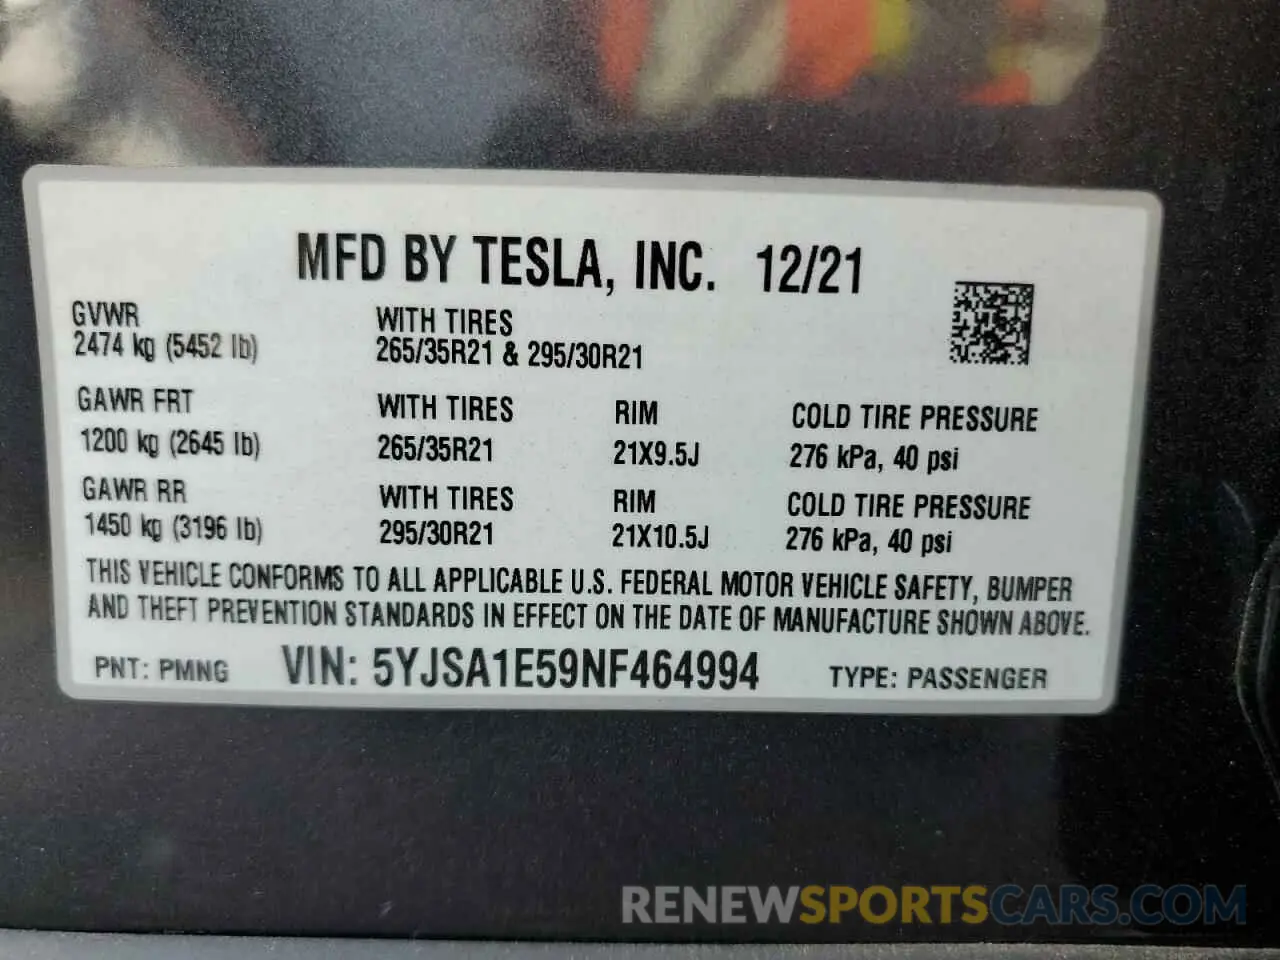 MFD BY TESLA, INC. 12/21
GVWR WITH TIRES
2474 kg (5452 lb) 265/35R21 & 295/30R21
GAWR FRT WITH TIRES RIM COLD TIRE PRESSURE
1200 kg (2645 lb) 265/35R21 21X9.5J 276 kPa, 40 psi
GAWR RR WITH TIRES RIM COLD TIRE PRESSURE
1450 kg (3196 lb) 295/30R21 21X10.5J 276 kPa, 40 psi
THIS VEHICLE CONFORMS TO ALL APPLICABLE U.S. FEDERAL MOTOR VEHICLE SAFETY, BUMPER
AND THEFT PREVENTION STANDARDS IN EFFECT ON THE DATE OF MANUFACTURE SHOWN ABOVE.
PNT: PMNG VIN: 5YJSA1E59NF464994 TYPE: PASSENGER
RENEWSPORTSCARS.COM